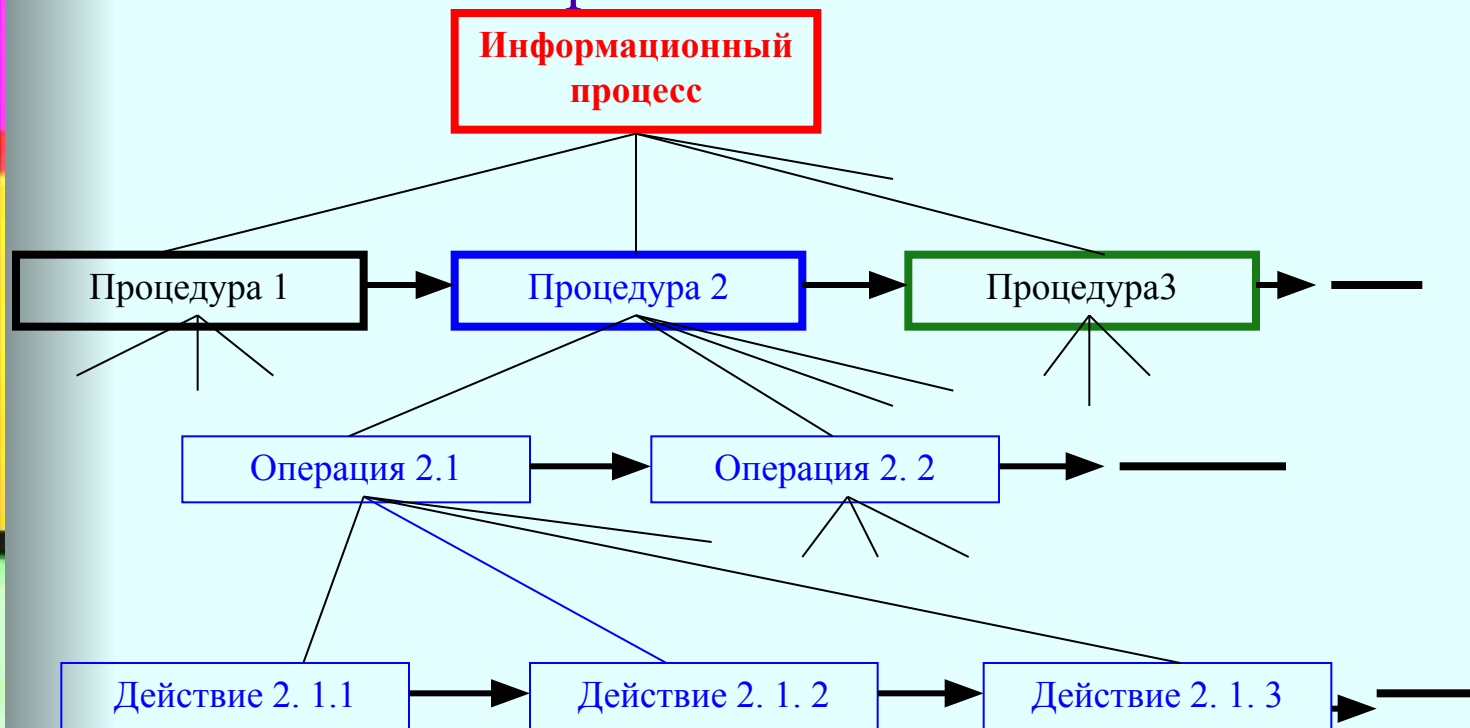 Информационный
процесс
Процедура 1
Процедура 2
Процедура3
Операция 2.1
Операция 2. 2
Действие 2. 1.1
Действие 2. 1. 2
Действие 2. 1. 3